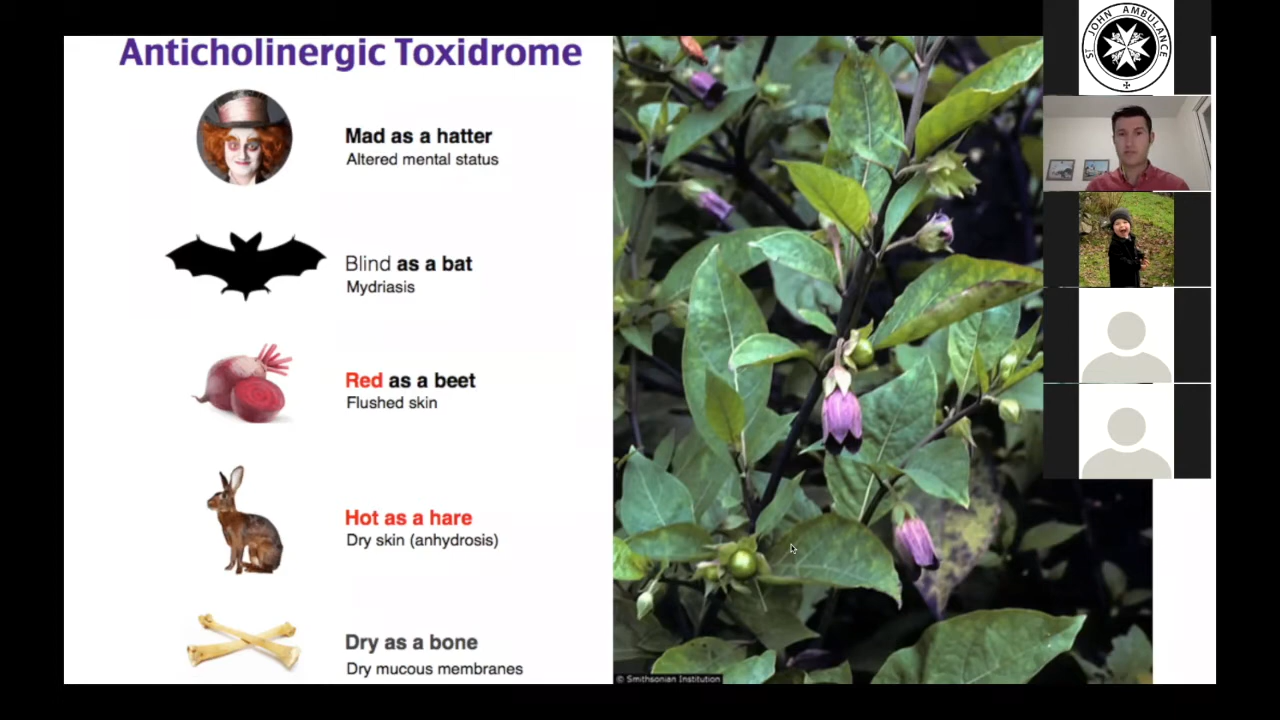 Anticholinergic Toxidrome
Mad as a hatter
Altered mental status
Blind as a bat
Mydriasis
Red as a beet
Flushed skin
Hot as a hare
Dry skin (anhydrosis)
Dry as a bone
Dry mucous membranes
© Smithsonian Institution
ST JOHN AMBULANCE